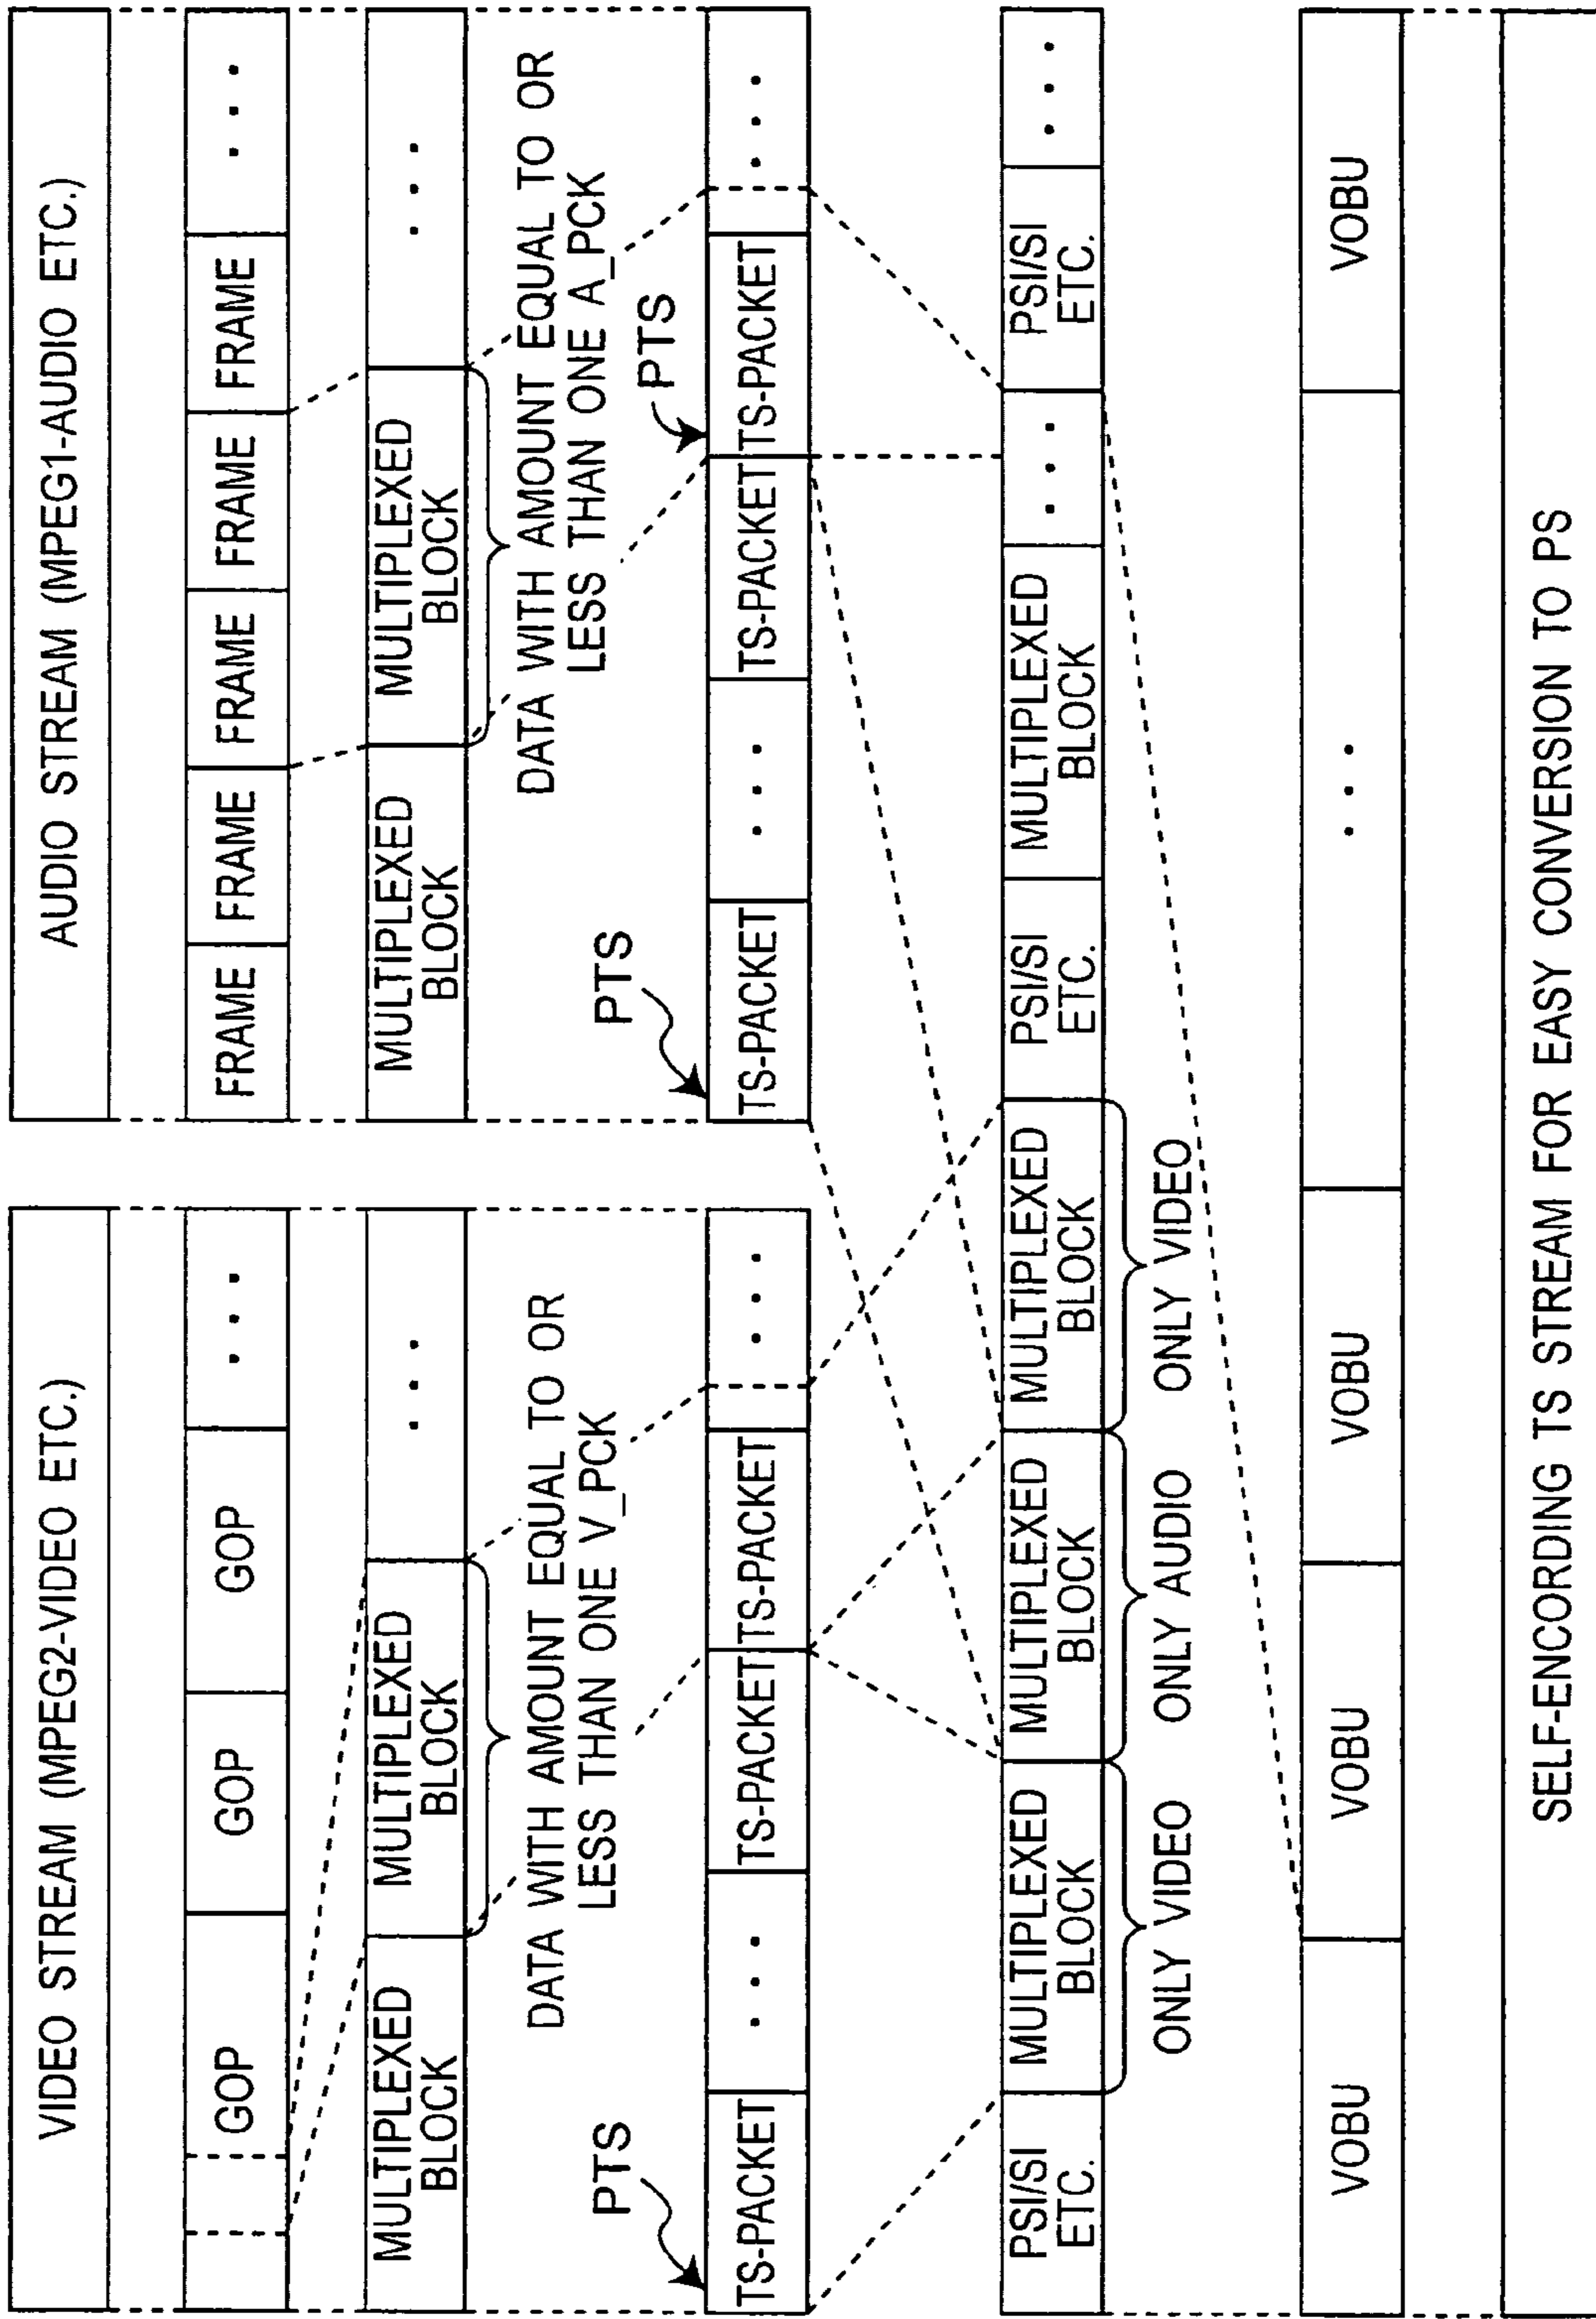 VIDEO STREAM (MPEG2-VIDEO ETC.)
GOP
GOP
GOP
...
MULTIPLEXED
BLOCK
MULTIPLEXED
BLOCK
...
DATA WITH AMOUNT EQUAL TO OR
LESS THAN ONE V_PCK
PTS
TS-PACKET
...
TS-PACKET
TS-PACKET
...
AUDIO STREAM (MPEG1-AUDIO ETC.)
FRAME
FRAME
FRAME
FRAME
FRAME
...
MULTIPLEXED
BLOCK
MULTIPLEXED
BLOCK
...
DATA WITH AMOUNT EQUAL TO OR
LESS THAN ONE A_PCK
PTS
PTS
TS-PACKET
...
TS-PACKET
TS-PACKET
...
PSI/SI
ETC.
MULTIPLEXED
BLOCK
MULTIPLEXED
BLOCK
MULTIPLEXED
BLOCK
PSI/SI
ETC.
MULTIPLEXED
BLOCK
...
PSI/SI
ETC.
...
ONLY VIDEO
ONLY AUDIO
ONLY VIDEO
VOBU
VOBU
VOBU
...
VOBU
SELF-ENCORDING TS STREAM FOR EASY CONVERSION TO PS